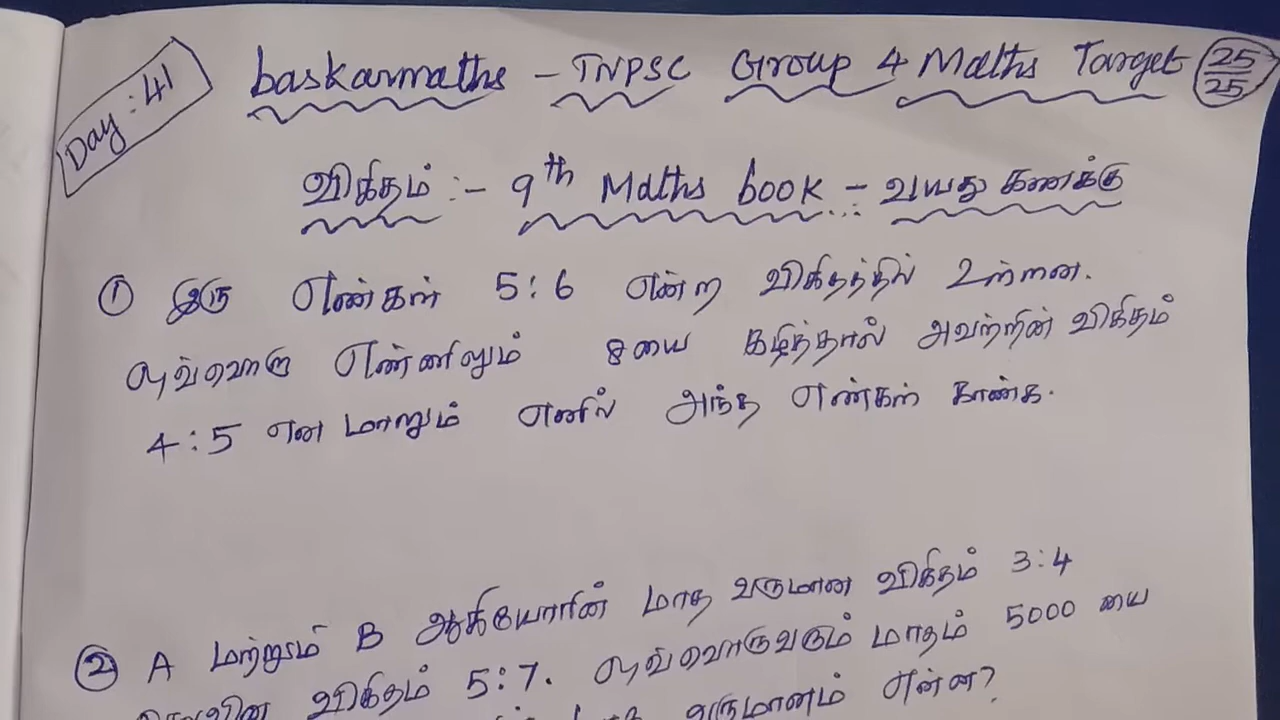 Day : 41
baskarmaths - TNPSC Group 4 Maths Target 25/25
விகிதம் :- 9th Maths book - வயது கணக்கு
① இரு எண்கள் 5:6 என்ற விகிதத்தில் உள்ளன.
ஒவ்வொரு எண்ணிலும் 8யை கழித்தால் அவற்றின் விகிதம்
4:5 என மாறும் எனில் அந்த எண்கள் காண்க.
② A மற்றும் B ஆகியோரின் மாத வருமான விகிதம் 3:4
விகிதம் 5:7. ஒவ்வொருவரும் மாதம் 5000 யை
வருமானம் என்ன?